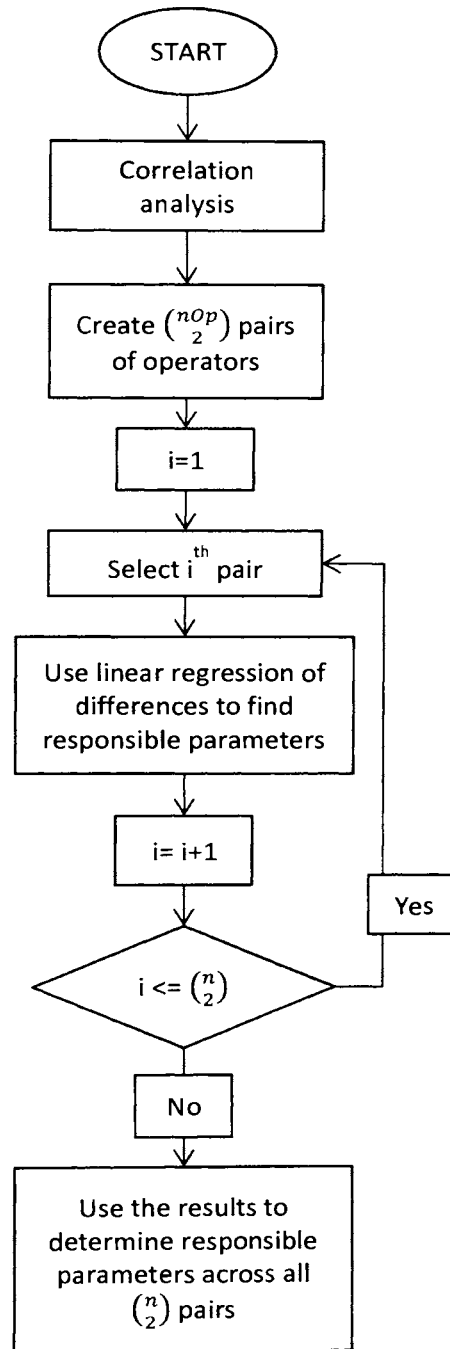 START
Correlation
analysis
Create (nOp 2) pairs
of operators
i=1
Select i^th pair
Use linear regression of
differences to find
responsible parameters
i= i+1
Yes
i <= (n 2)
No
Use the results to
determine responsible
parameters across all
(n 2) pairs